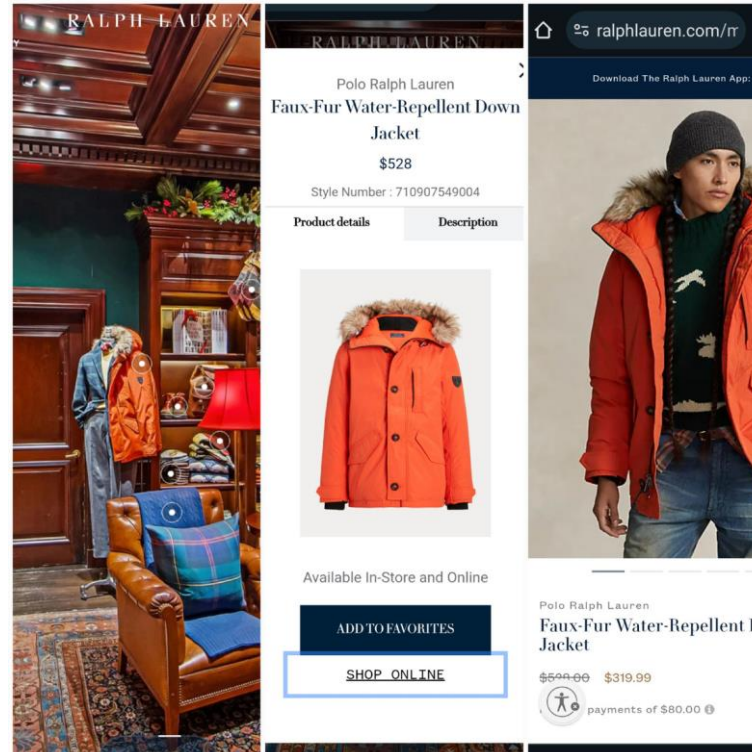 RALPH LAUREN
Y
RALPH LAUREN
Polo Ralph Lauren
Faux-Fur Water-Repellent Down
Jacket
$528
Style Number : 710907549004
Product details
Description
Available In-Store and Online
ADD TO FAVORITES
SHOP ONLINE
ralphlauren.com/m
Download The Ralph Lauren App:
Polo Ralph Lauren
Faux-Fur Water-Repellent
Jacket
$319.99
payments of $80.00